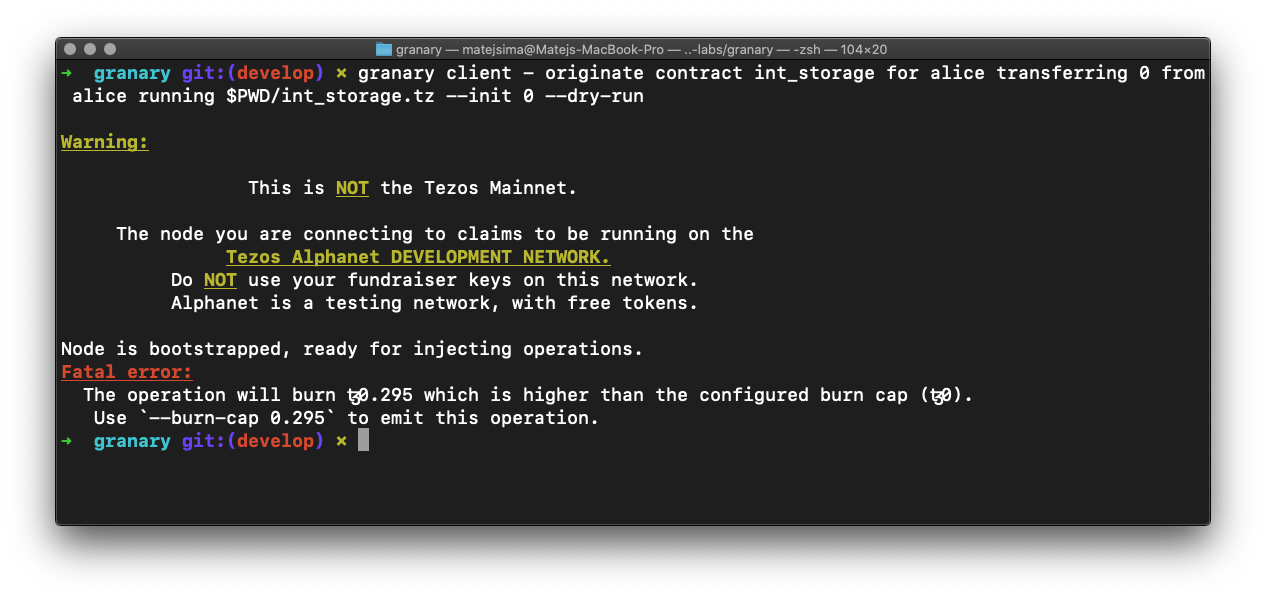 granary — matejsima@Matejs-MacBook-Pro — ..-labs/granary — -zsh — 104×20
➜  granary git:(develop) ✗ granary client - originate contract int_storage for alice transferring 0 from
 alice running $PWD/int_storage.tz --init 0 --dry-run
Warning:
This is NOT the Tezos Mainnet.
The node you are connecting to claims to be running on the
Tezos Alphanet DEVELOPMENT NETWORK.
Do NOT use your fundraiser keys on this network.
Alphanet is a testing network, with free tokens.
Node is bootstrapped, ready for injecting operations.
Fatal error:
The operation will burn ꜩ0.295 which is higher than the configured burn cap (ꜩ0).
Use `--burn-cap 0.295` to emit this operation.
➜  granary git:(develop) ✗